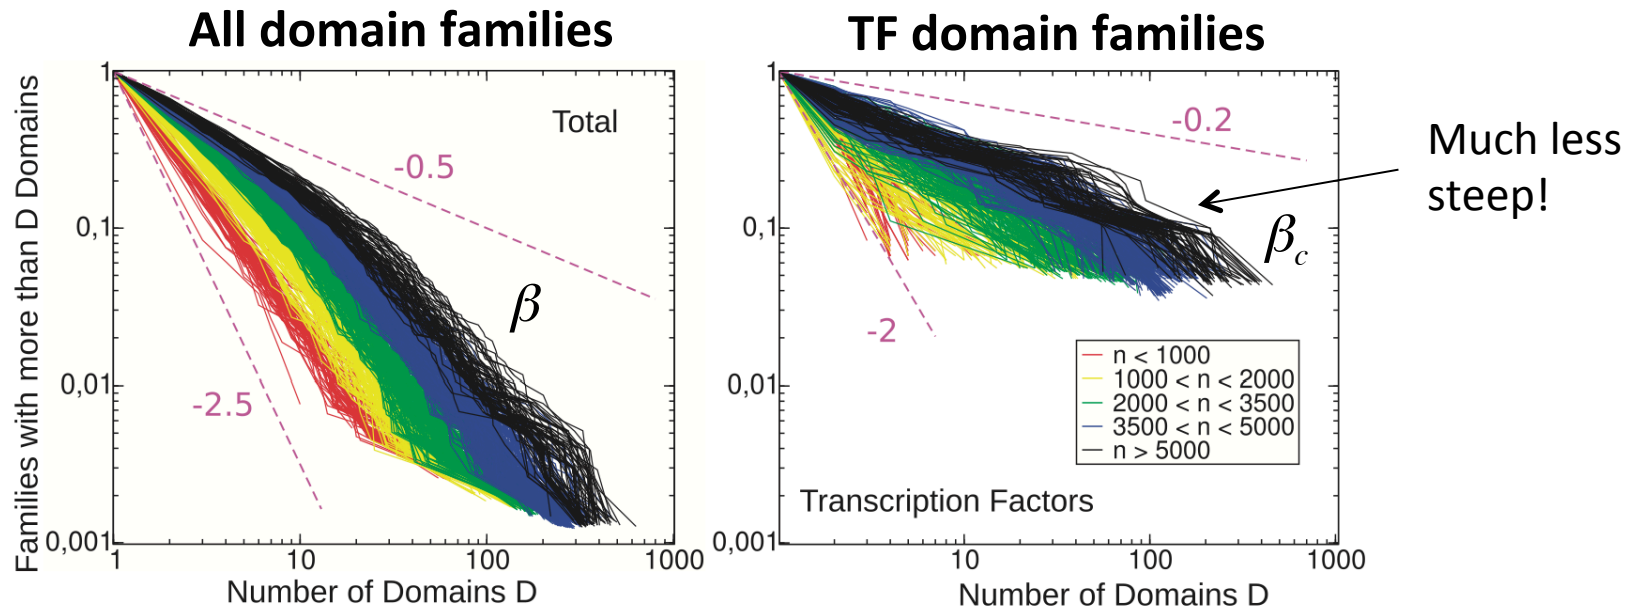 All domain families
Families with more than D Domains
1
0,1
0,01
0,001
Total
-0.5
-2.5
β
1
10
100
1000
Number of Domains D
TF domain families
1
0,1
0,01
0,001
-0.2
-2
βc
Much less
steep!
n < 1000
1000 < n < 2000
2000 < n < 3500
3500 < n < 5000
n > 5000
Transcription Factors
10
100
1000
Number of Domains D